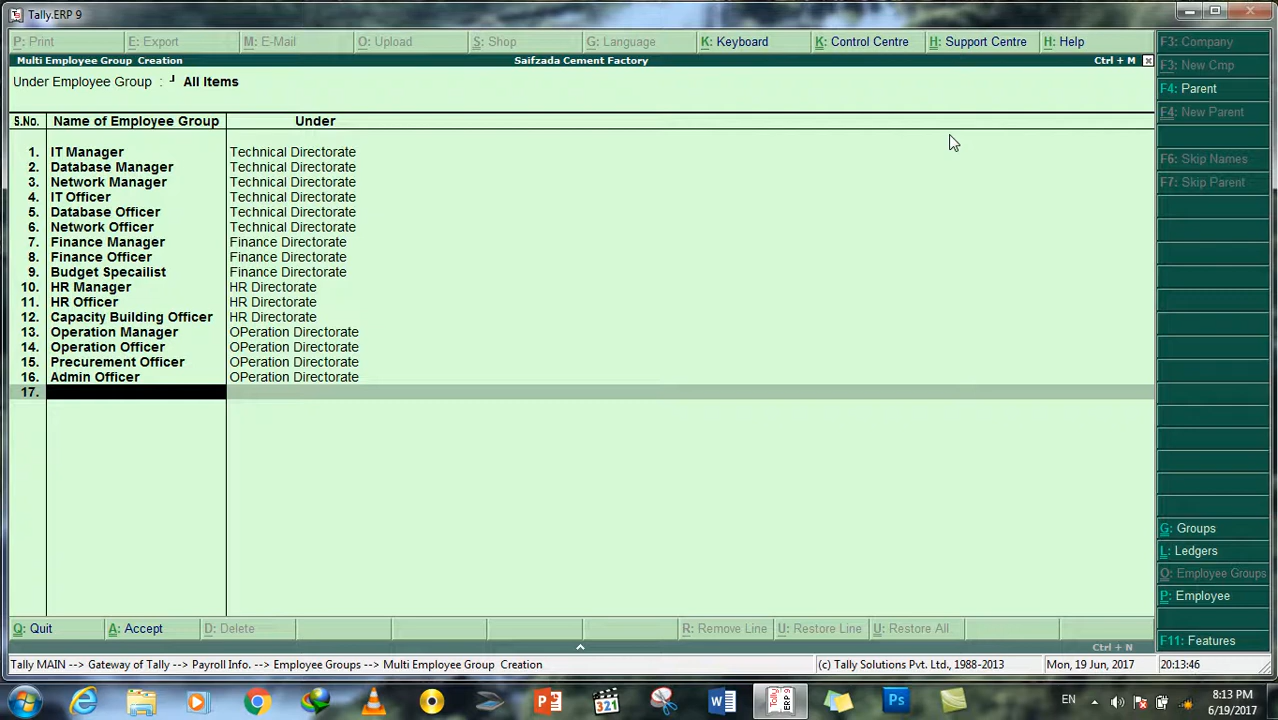 Tally.ERP 9
P: Print E: Export M: E-Mail O: Upload S: Shop G: Language K: Keyboard K: Control Centre H: Support Centre H: Help F3: Company
Multi Employee Group Creation Saifzada Cement Factory Ctrl + M
F3: New Cmp
Under Employee Group : ┘ All Items
F4: Parent
F4: New Parent
S.No. Name of Employee Group Under
1. IT Manager Technical Directorate
F6: Skip Names
2. Database Manager Technical Directorate
3. Network Manager Technical Directorate
F7: Skip Parent
4. IT Officer Technical Directorate
5. Database Officer Technical Directorate
6. Network Officer Technical Directorate
7. Finance Manager Finance Directorate
8. Finance Officer Finance Directorate
9. Budget Specailist Finance Directorate
10. HR Manager HR Directorate
11. HR Officer HR Directorate
12. Capacity Building Officer HR Directorate
13. Operation Manager OPeration Directorate
14. Operation Officer OPeration Directorate
15. Procurement Officer OPeration Directorate
16. Admin Officer OPeration Directorate
17.
G: Groups
L: Ledgers
O: Employee Groups
P: Employee
Q: Quit A: Accept D: Delete R: Remove Line U: Restore Line U: Restore All
F11: Features
Ctrl + N
Tally MAIN --> Gateway of Tally --> Payroll Info. --> Employee Groups --> Multi Employee Group Creation (c) Tally Solutions Pvt. Ltd., 1988-2013 Mon, 19 Jun, 2017 20:13:46
321 W Tally ERP 9 Ps EN 8:13 PM
6/19/2017